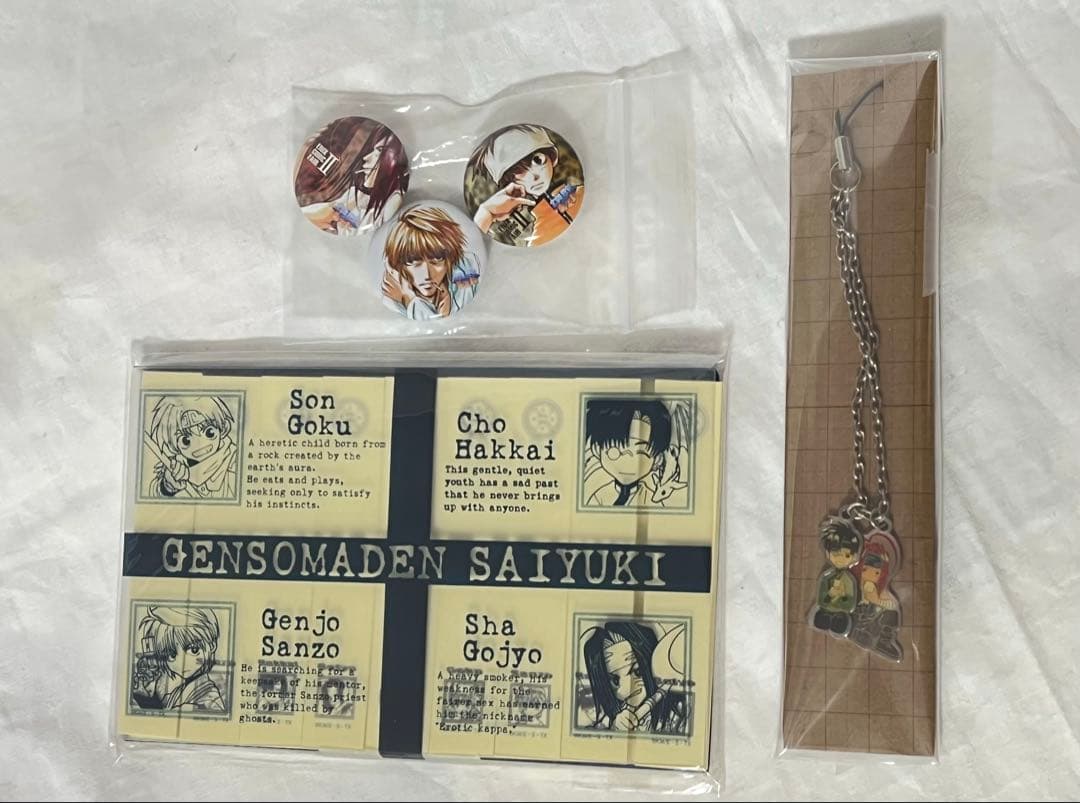 Son
Goku
A heretic child born from
a rock created by the
earth's aura.
He eats and plays,
seeking only to satisfy
his instincts.
Cho
Hakkai
This gentle, quiet
youth has a sad past
that he never brings
up with anyone.
GENSOMADEN SAIYUKI
Genjo
Sanzo
He is searching for a
keepsake of his mentor,
the former Sanzo priest
who was killed by
ghosts.
Sha
Gojyo
A heavy smoker, His
weakness for the
fairer sex has earned
him the nickname
"Erotic kappa."